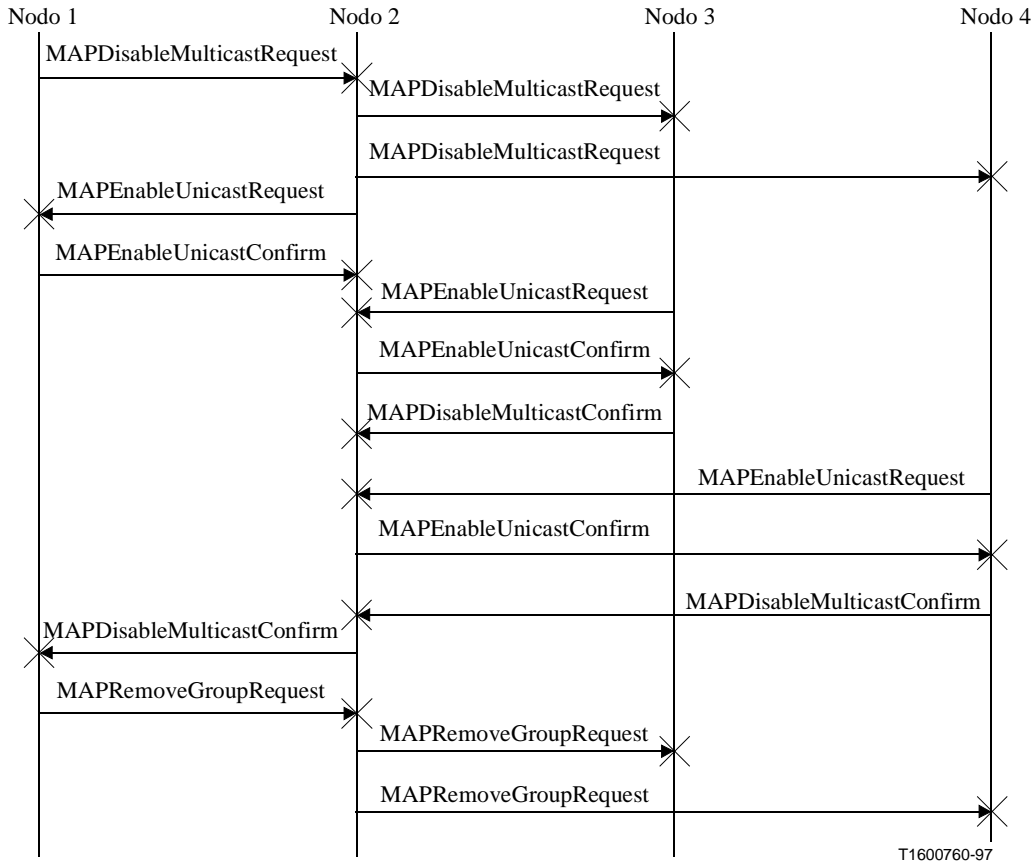 Nodo 1 Nodo 2 Nodo 3 Nodo 4
MAPDisableMulticastRequest
MAPDisableMulticastRequest
MAPDisableMulticastRequest
MAPEnableUnicastRequest
MAPEnableUnicastConfirm
MAPEnableUnicastRequest
MAPEnableUnicastConfirm
MAPDisableMulticastConfirm
MAPEnableUnicastRequest
MAPEnableUnicastConfirm
MAPDisableMulticastConfirm
MAPDisableMulticastConfirm
MAPRemoveGroupRequest
MAPRemoveGroupRequest
MAPRemoveGroupRequest
T1600760-97